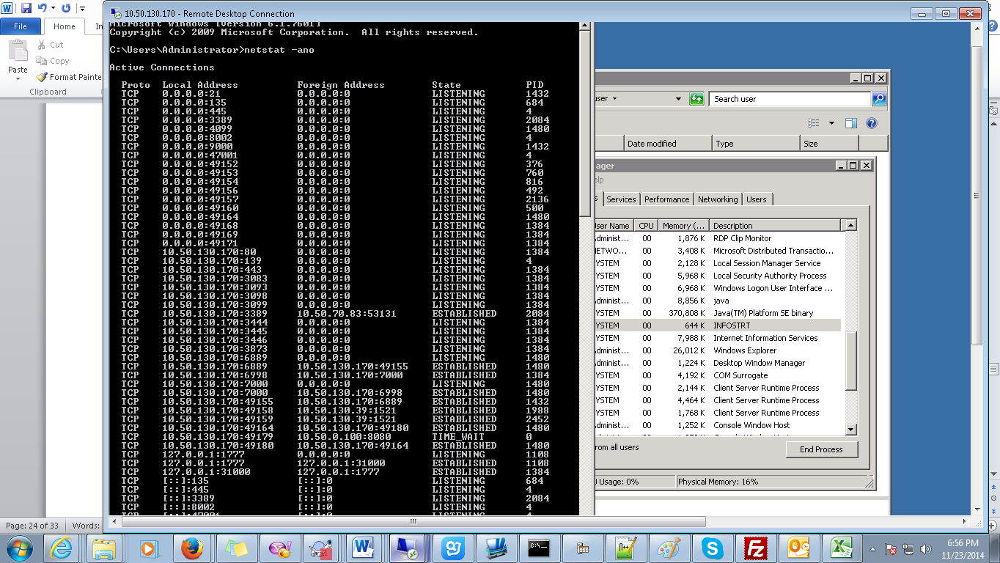 10.50.130.170 - Remote Desktop Connection
File
Home
In
Cut
Copy
Paste
Format Painte
Clipboard
Microsoft Windows [Version 6.1.7601]
Copyright (c) 2009 Microsoft Corporation.  All rights reserved.
C:\Users\Administrator>netstat -ano
Active Connections
Proto  Local Address          Foreign Address        State           PID
TCP    0.0.0.0:21             0.0.0.0:0              LISTENING       1432
TCP    0.0.0.0:135            0.0.0.0:0              LISTENING       684
TCP    0.0.0.0:445            0.0.0.0:0              LISTENING       4
TCP    0.0.0.0:3389           0.0.0.0:0              LISTENING       2084
TCP    0.0.0.0:4099           0.0.0.0:0              LISTENING       1480
TCP    0.0.0.0:8002           0.0.0.0:0              LISTENING       4
TCP    0.0.0.0:9000           0.0.0.0:0              LISTENING       1432
TCP    0.0.0.0:47001          0.0.0.0:0              LISTENING       4
TCP    0.0.0.0:49152          0.0.0.0:0              LISTENING       376
TCP    0.0.0.0:49153          0.0.0.0:0              LISTENING       760
TCP    0.0.0.0:49154          0.0.0.0:0              LISTENING       816
TCP    0.0.0.0:49156          0.0.0.0:0              LISTENING       492
TCP    0.0.0.0:49157          0.0.0.0:0              LISTENING       2136
TCP    0.0.0.0:49160          0.0.0.0:0              LISTENING       500
TCP    0.0.0.0:49164          0.0.0.0:0              LISTENING       1480
TCP    0.0.0.0:49168          0.0.0.0:0              LISTENING       1384
TCP    0.0.0.0:49169          0.0.0.0:0              LISTENING       1384
TCP    0.0.0.0:49171          0.0.0.0:0              LISTENING       1384
TCP    10.50.130.170:80       0.0.0.0:0              LISTENING       1384
TCP    10.50.130.170:139      0.0.0.0:0              LISTENING       4
TCP    10.50.130.170:443      0.0.0.0:0              LISTENING       1384
TCP    10.50.130.170:3083     0.0.0.0:0              LISTENING       1384
TCP    10.50.130.170:3093     0.0.0.0:0              LISTENING       1384
TCP    10.50.130.170:3098     0.0.0.0:0              LISTENING       1384
TCP    10.50.130.170:3099     0.0.0.0:0              LISTENING       1384
TCP    10.50.130.170:3389     10.50.70.83:53131      ESTABLISHED     2084
TCP    10.50.130.170:3444     0.0.0.0:0              LISTENING       1384
TCP    10.50.130.170:3445     0.0.0.0:0              LISTENING       1384
TCP    10.50.130.170:3446     0.0.0.0:0              LISTENING       1384
TCP    10.50.130.170:3873     0.0.0.0:0              LISTENING       1384
TCP    10.50.130.170:6889     0.0.0.0:0              LISTENING       1480
TCP    10.50.130.170:6889     10.50.130.170:49155    ESTABLISHED     1480
TCP    10.50.130.170:6998     10.50.130.170:7000     ESTABLISHED     1384
TCP    10.50.130.170:7000     0.0.0.0:0              LISTENING       1480
TCP    10.50.130.170:7000     10.50.130.170:6998     ESTABLISHED     1480
TCP    10.50.130.170:49155    10.50.130.170:6889     ESTABLISHED     1432
TCP    10.50.130.170:49158    10.50.130.39:1521      ESTABLISHED     1988
TCP    10.50.130.170:49159    10.50.130.39:1521      ESTABLISHED     2452
TCP    10.50.130.170:49164    10.50.130.170:49180    ESTABLISHED     1480
TCP    10.50.130.170:49179    10.50.0.100:8080       TIME_WAIT       0
TCP    10.50.130.170:49180    10.50.130.170:49164    ESTABLISHED     1480
TCP    127.0.0.1:1777         0.0.0.0:0              LISTENING       1108
TCP    127.0.0.1:1777         127.0.0.1:31000        ESTABLISHED     1108
TCP    127.0.0.1:31000        127.0.0.1:1777         ESTABLISHED     1384
TCP    [::]:135               [::]:0                 LISTENING       684
TCP    [::]:445               [::]:0                 LISTENING       4
TCP    [::]:3389              [::]:0                 LISTENING       2084
TCP    [::]:8002              [::]:0                 LISTENING       4
TCP    [::]:47001             [::]:0                 LISTENING       4
user
Search user
Date modified Type Size
ager
elp
s Services Performance Networking Users
User Name CPU Memory (... Description
dminist... 00 1,876 K RDP Clip Monitor
ETWO... 00 3,408 K Microsoft Distributed Transactio...
YSTEM 00 2,128 K Local Session Manager Service
YSTEM 00 5,968 K Local Security Authority Process
YSTEM 00 6,968 K Windows Logon User Interface ...
dminist... 00 8,856 K java
YSTEM 00 370,808 K Java(TM) Platform SE binary
YSTEM 00 644 K INFOSTRT
YSTEM 00 7,988 K Internet Information Services
dminist... 00 26,012 K Windows Explorer
dminist... 00 1,224 K Desktop Window Manager
YSTEM 00 4,192 K COM Surrogate
YSTEM 00 2,144 K Client Server Runtime Process
YSTEM 00 4,464 K Client Server Runtime Process
YSTEM 00 1,768 K Client Server Runtime Process
dminist... 00 1,252 K Console Window Host
from all users
End Process
U Usage: 0%
Physical Memory: 16%
Page: 24 of 33
Words:
6:56 PM
11/23/2014